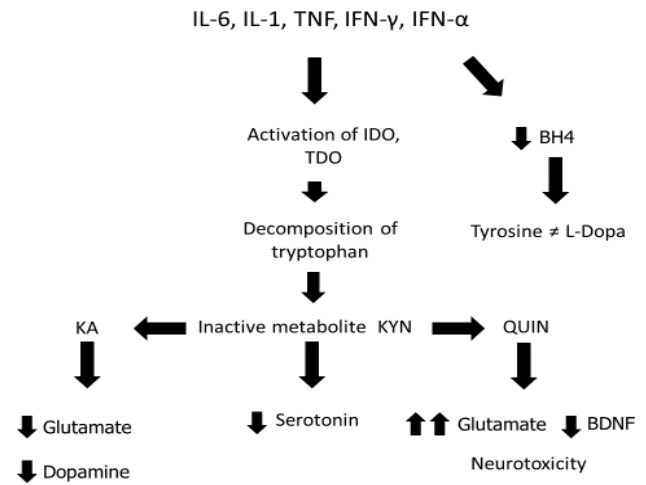 IL-6, IL-1, TNF, IFN-γ, IFN-α
Activation of IDO,
TDO
BH4
Decomposition of
tryptophan
Tyrosine ≠ L-Dopa
KA
Inactive metabolite KYN
QUIN
Glutamate
Serotonin
Glutamate
BDNF
Dopamine
Neurotoxicity